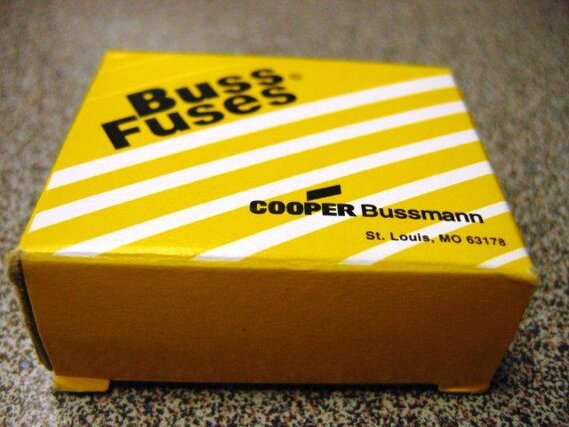 Buss®
Fuses
COOPER Bussmann
St. Louis, MO 63178